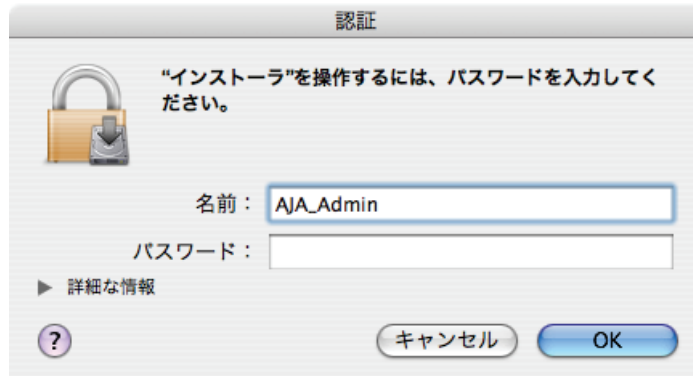 認証
“インストーラ”を操作するには、パスワードを入力してく
ださい。
名前：
AJA_Admin
パスワード：
詳細な情報
?
キャンセル
OK